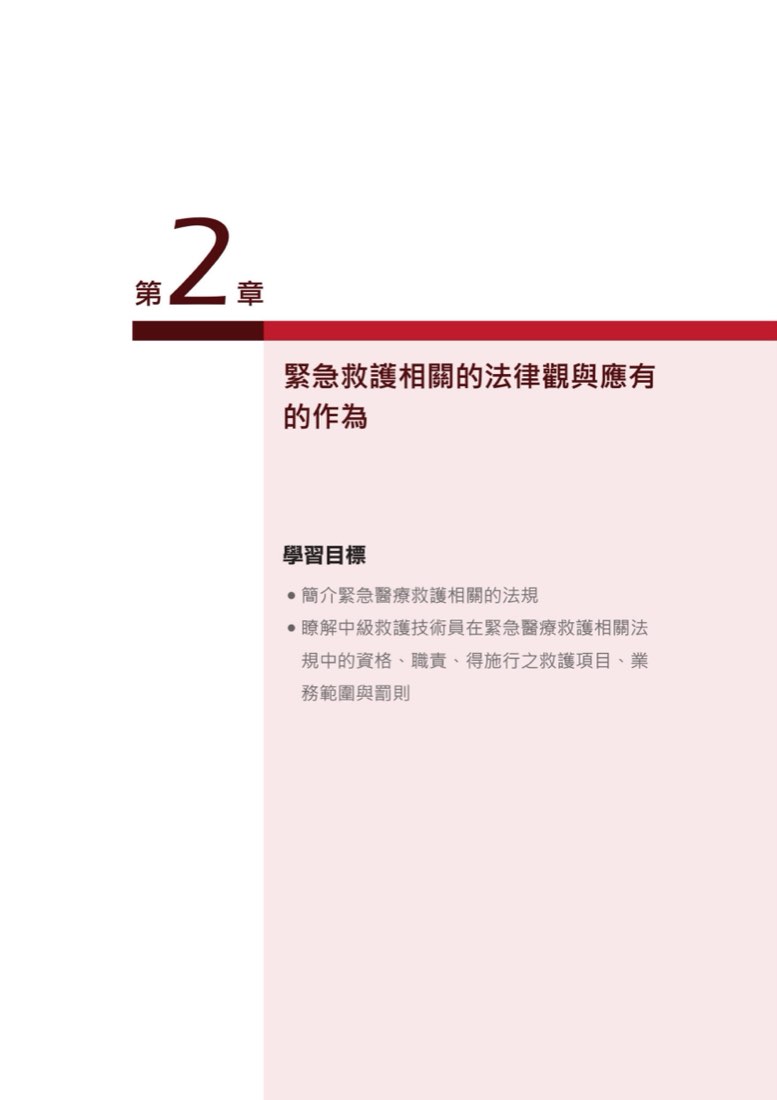 第2章
緊急救護相關的法律觀與應有
的作為
學習目標
•簡介緊急醫療救護相關的法規
•瞭解中級救護技術員在緊急醫療救護相關法
規中的資格、職責、得施行之救護項目、業
務範圍與罰則